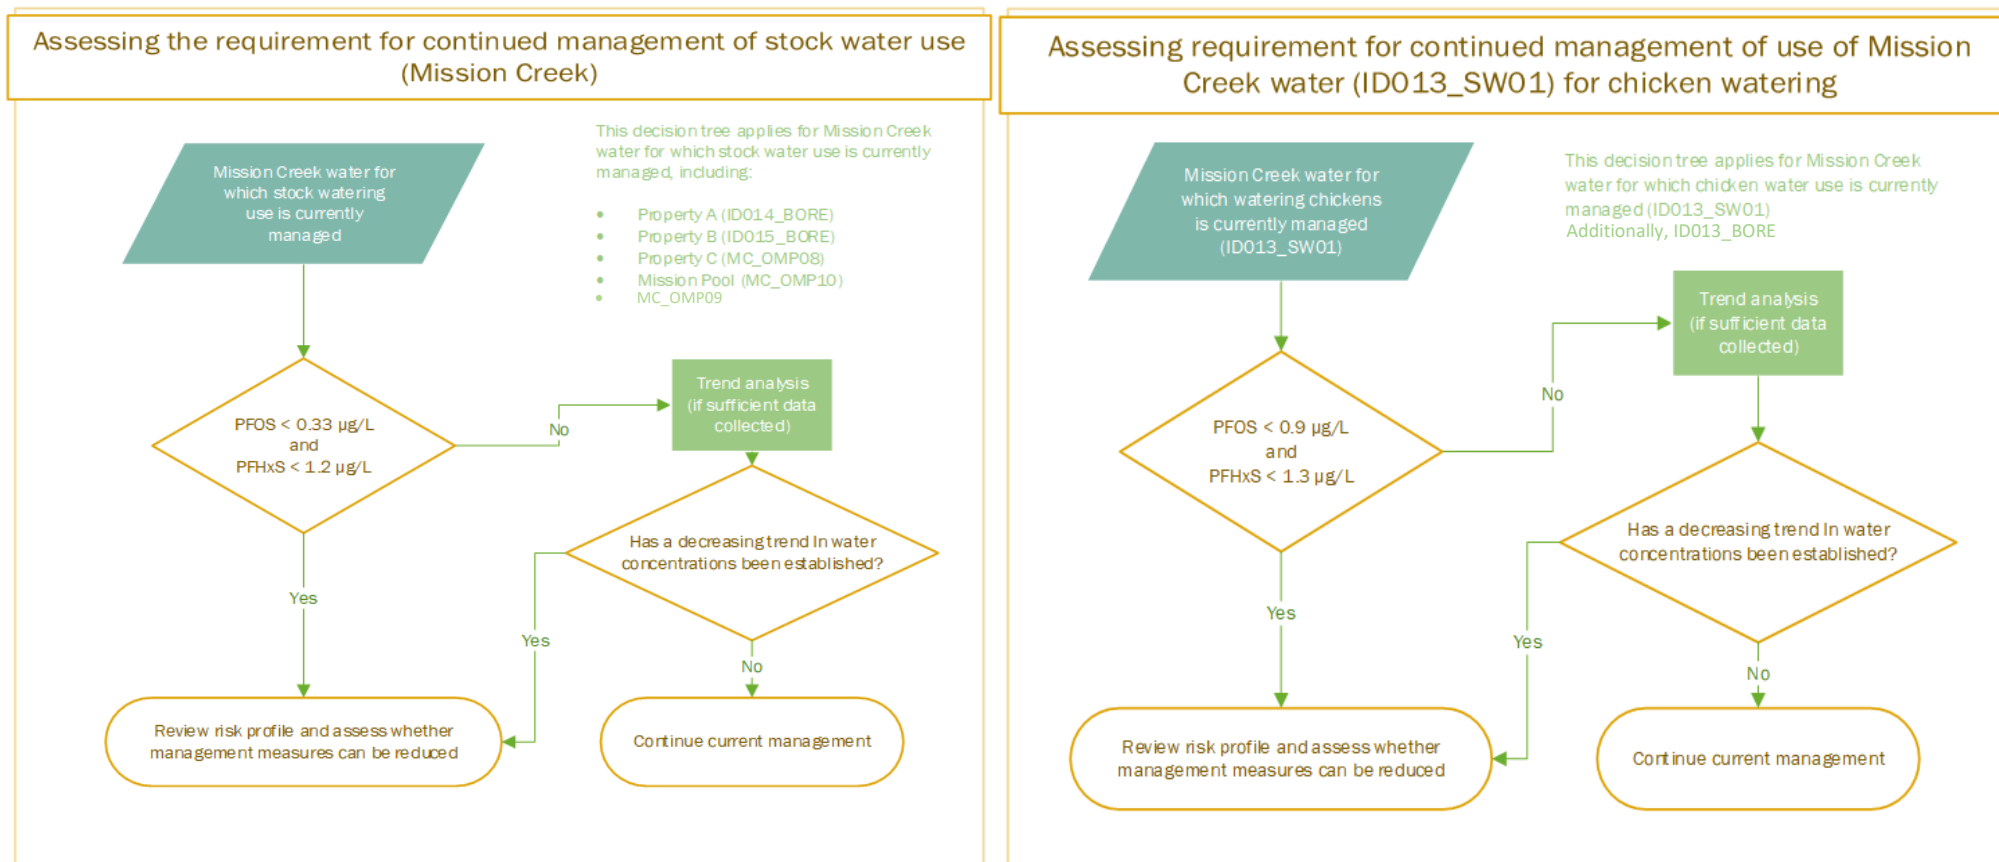 Assessing the requirement for continued management of stock water use
(Mission Creek)
This decision tree applies for Mission Creek
water for which stock water use is currently
managed, including:
• Property A (ID014_BORE)
• Property B (ID015_BORE)
• Property C (MC_OMP08)
• Mission Pool (MC_OMP10)
• MC_OMP09
Mission Creek water for
which stock watering
use is currently
managed
PFOS < 0.33 µg/L
and
PFHxS < 1.2 µg/L
No
Trend analysis
(if sufficient data
collected)
Has a decreasing trend In water
concentrations been established?
Yes
Yes
No
Review risk profile and assess whether
management measures can be reduced
Continue current management
Assessing requirement for continued management of use of Mission
Creek water (ID013_SW01) for chicken watering
Mission Creek water for
which watering chickens
is currently managed
(ID013_SW01)
This decision tree applies for Mission Creek
water for which chicken water use is currently
managed (ID013_SW01)
Additionally, ID013_BORE
Trend analysis
(if sufficient data
collected)
No
PFOS < 0.9 µg/L
and
PFHxS < 1.3 µg/L
Has a decreasing trend In water
concentrations been established?
Yes
Yes
No
Review risk profile and assess whether
management measures can be reduced
Continue current management